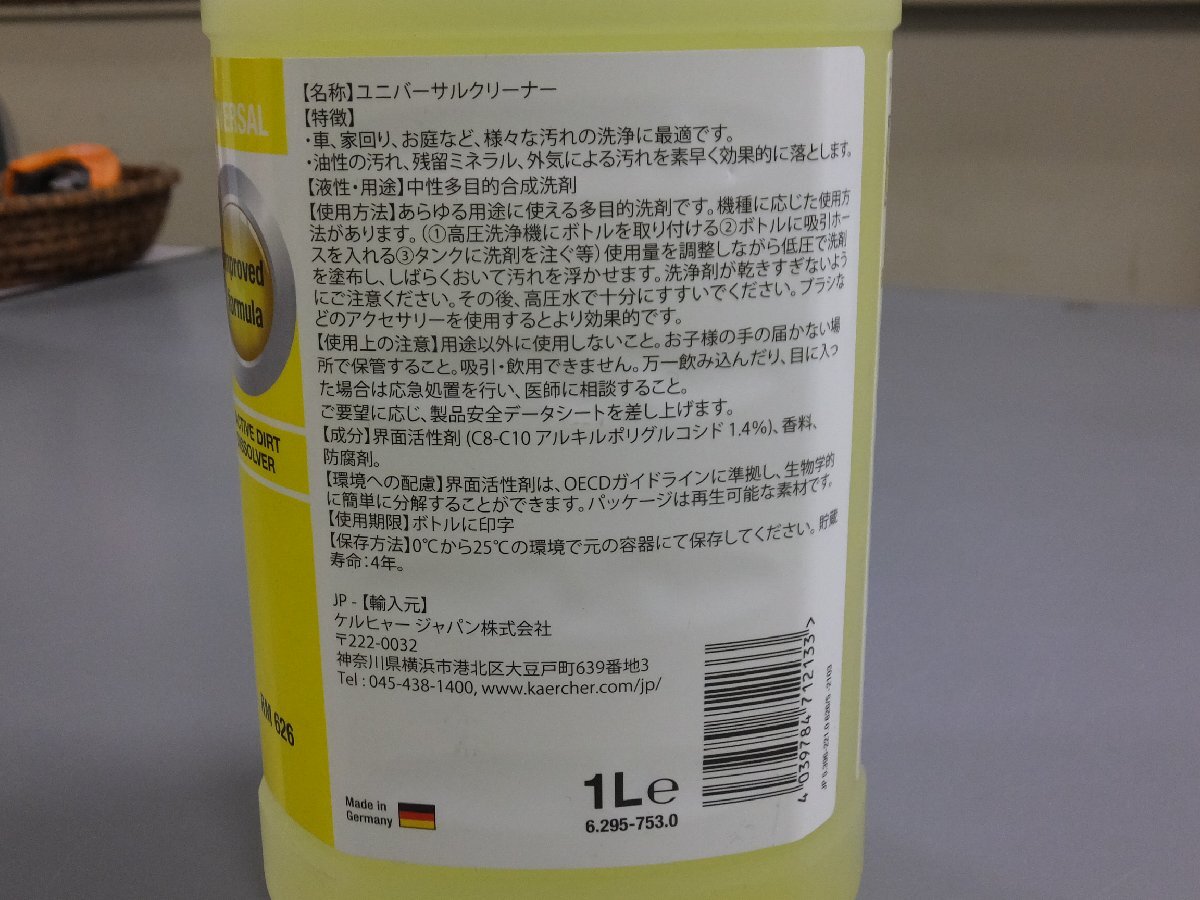 【名称】ユニバーサルクリーナー
【特徴】
・車、家回り、お庭など、様々な汚れの洗浄に最適です。
・油性の汚れ、残留ミネラル、外気による汚れを素早く効果的に落とします。
【液性・用途】中性多目的合成洗剤
【使用方法】あらゆる用途に使える多目的洗剤です。機種に応じた使用方
法があります。(①高圧洗浄機にボトルを取り付ける②ボトルに吸引ホー
スを入れる③タンクに洗剤を注ぐ等) 使用量を調整しながら低圧で洗剤
を塗布し、しばらくおいて汚れを浮かせます。洗浄剤が乾きすぎないよう
にご注意ください。その後、高圧水で十分にすすいでください。ブラシな
どのアクセサリーを使用するとより効果的です。
【使用上の注意】用途以外に使用しないこと。お子様の手の届かない場
所で保管すること。吸引・飲用できません。万一飲み込んだり、目に入っ
た場合は応急処置を行い、医師に相談すること。
ご要望に応じ、製品安全データシートを差し上げます。
【成分】界面活性剤 (C8-C10 アルキルポリグルコシド 1.4%)、香料、
防腐剤。
【環境への配慮】界面活性剤は、OECDガイドラインに準拠し、生物学的
に簡単に分解することができます。パッケージは再生可能な素材です。
【使用期限】ボトルに印字
【保存方法】0℃から25℃の環境で元の容器にて保存してください。貯蔵
寿命：4年。
JP - 【輸入元】
ケルヒャー ジャパン株式会社
〒222-0032
神奈川県横浜市港北区大豆戸町639番地3
Tel : 045-438-1400, www.kaercher.com/jp/
Made in
Germany
1L℮
6.295-753.0
4 039784 712133 >
ERSAL
mproved
ormula
CTIVE DIRT
SSOLVER
RM 626